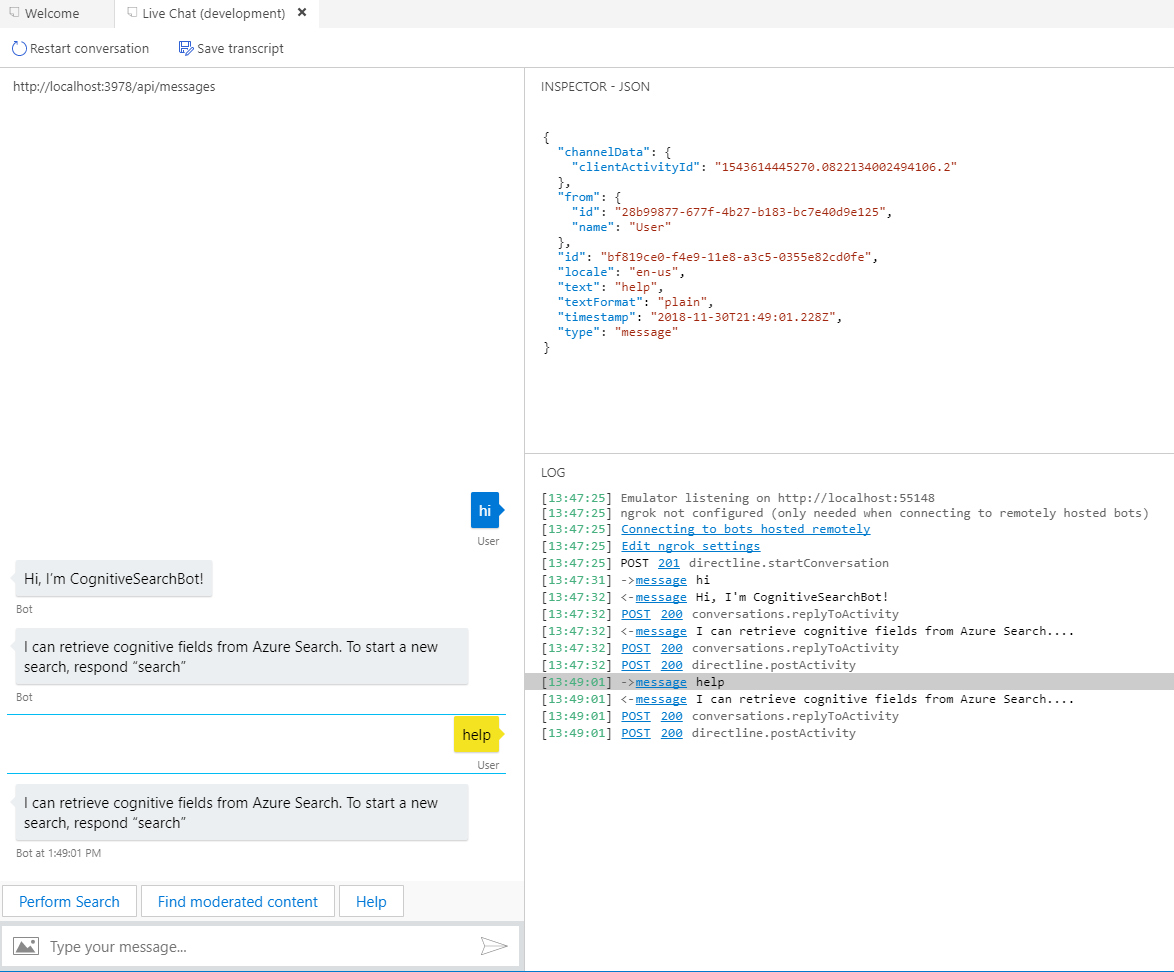 Welcome
Live Chat (development)
Restart conversation
Save transcript
http://localhost:3978/api/messages
hi
User
Hi, I'm CognitiveSearchBot!
Bot
I can retrieve cognitive fields from Azure Search. To start a new
search, respond “search”
Bot
help
User
I can retrieve cognitive fields from Azure Search. To start a new
search, respond “search”
Bot at 1:49:01 PM
Perform Search
Find moderated content
Help
Type your message...
INSPECTOR - JSON
{
"channelData": {
"clientActivityId": "1543614445270.0822134002494106.2"
},
"from": {
"id": "28b99877-677f-4b27-b183-bc7e40d9e125",
"name": "User"
},
"id": "bf819ce0-f4e9-11e8-a3c5-0355e82cd0fe",
"locale": "en-us",
"text": "help",
"textFormat": "plain",
"timestamp": "2018-11-30T21:49:01.228Z",
"type": "message"
}
LOG
[13:47:25] Emulator listening on http://localhost:55148
[13:47:25] ngrok not configured (only needed when connecting to remotely hosted bots)
[13:47:25] Connecting to bots hosted remotely
[13:47:25] Edit ngrok settings
[13:47:25] POST 201 directline.startConversation
[13:47:31] ->message hi
[13:47:32] <-message Hi, I'm CognitiveSearchBot!
[13:47:32] POST 200 conversations.replyToActivity
[13:47:32] <-message I can retrieve cognitive fields from Azure Search....
[13:47:32] POST 200 conversations.replyToActivity
[13:47:32] POST 200 directline.postActivity
[13:49:01] ->message help
[13:49:01] <-message I can retrieve cognitive fields from Azure Search....
[13:49:01] POST 200 conversations.replyToActivity
[13:49:01] POST 200 directline.postActivity